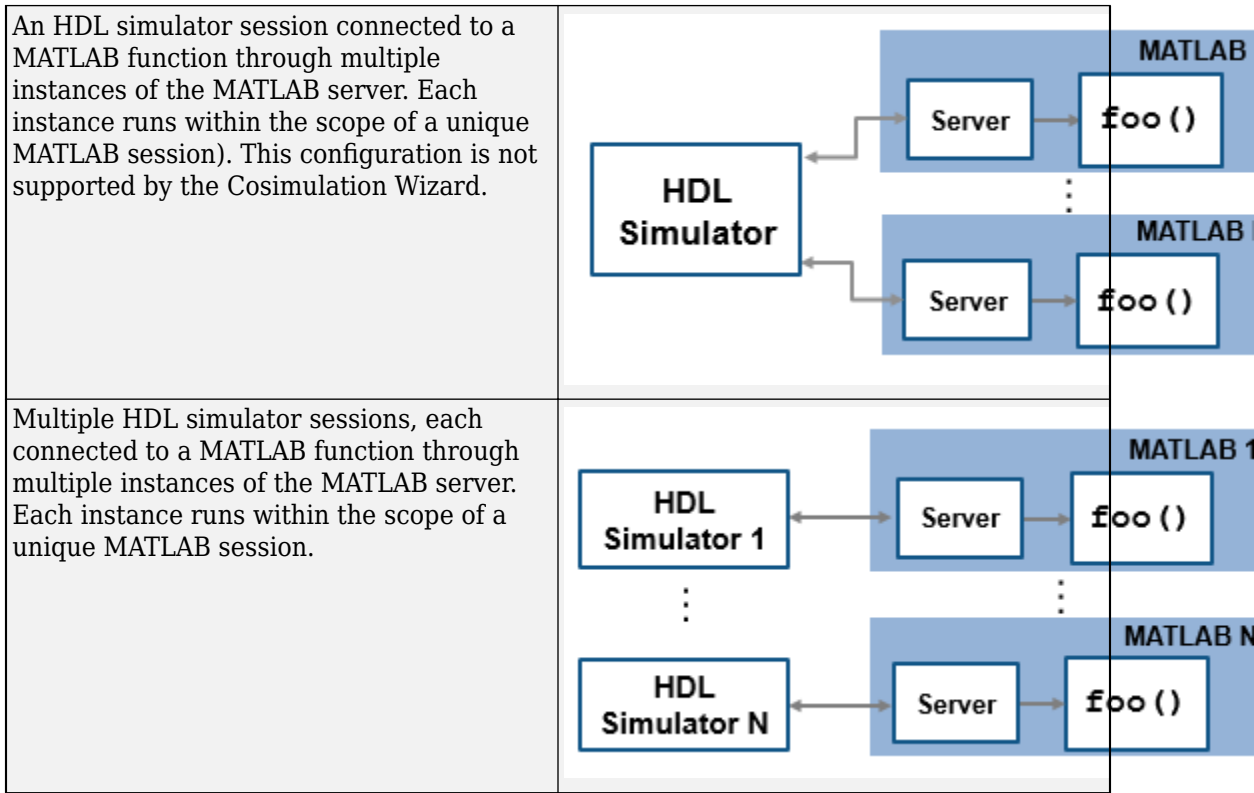 An HDL simulator session connected to a
MATLAB function through multiple
instances of the MATLAB server. Each
instance runs within the scope of a unique
MATLAB session). This configuration is not
supported by the Cosimulation Wizard.
HDL
Simulator
MATLAB
Server
foo()
⋮
MATLAB
Server
foo()
Multiple HDL simulator sessions, each
connected to a MATLAB function through
multiple instances of the MATLAB server.
Each instance runs within the scope of a
unique MATLAB session.
HDL
Simulator 1
MATLAB 1
Server
foo()
⋮
⋮
HDL
Simulator N
MATLAB N
Server
foo()